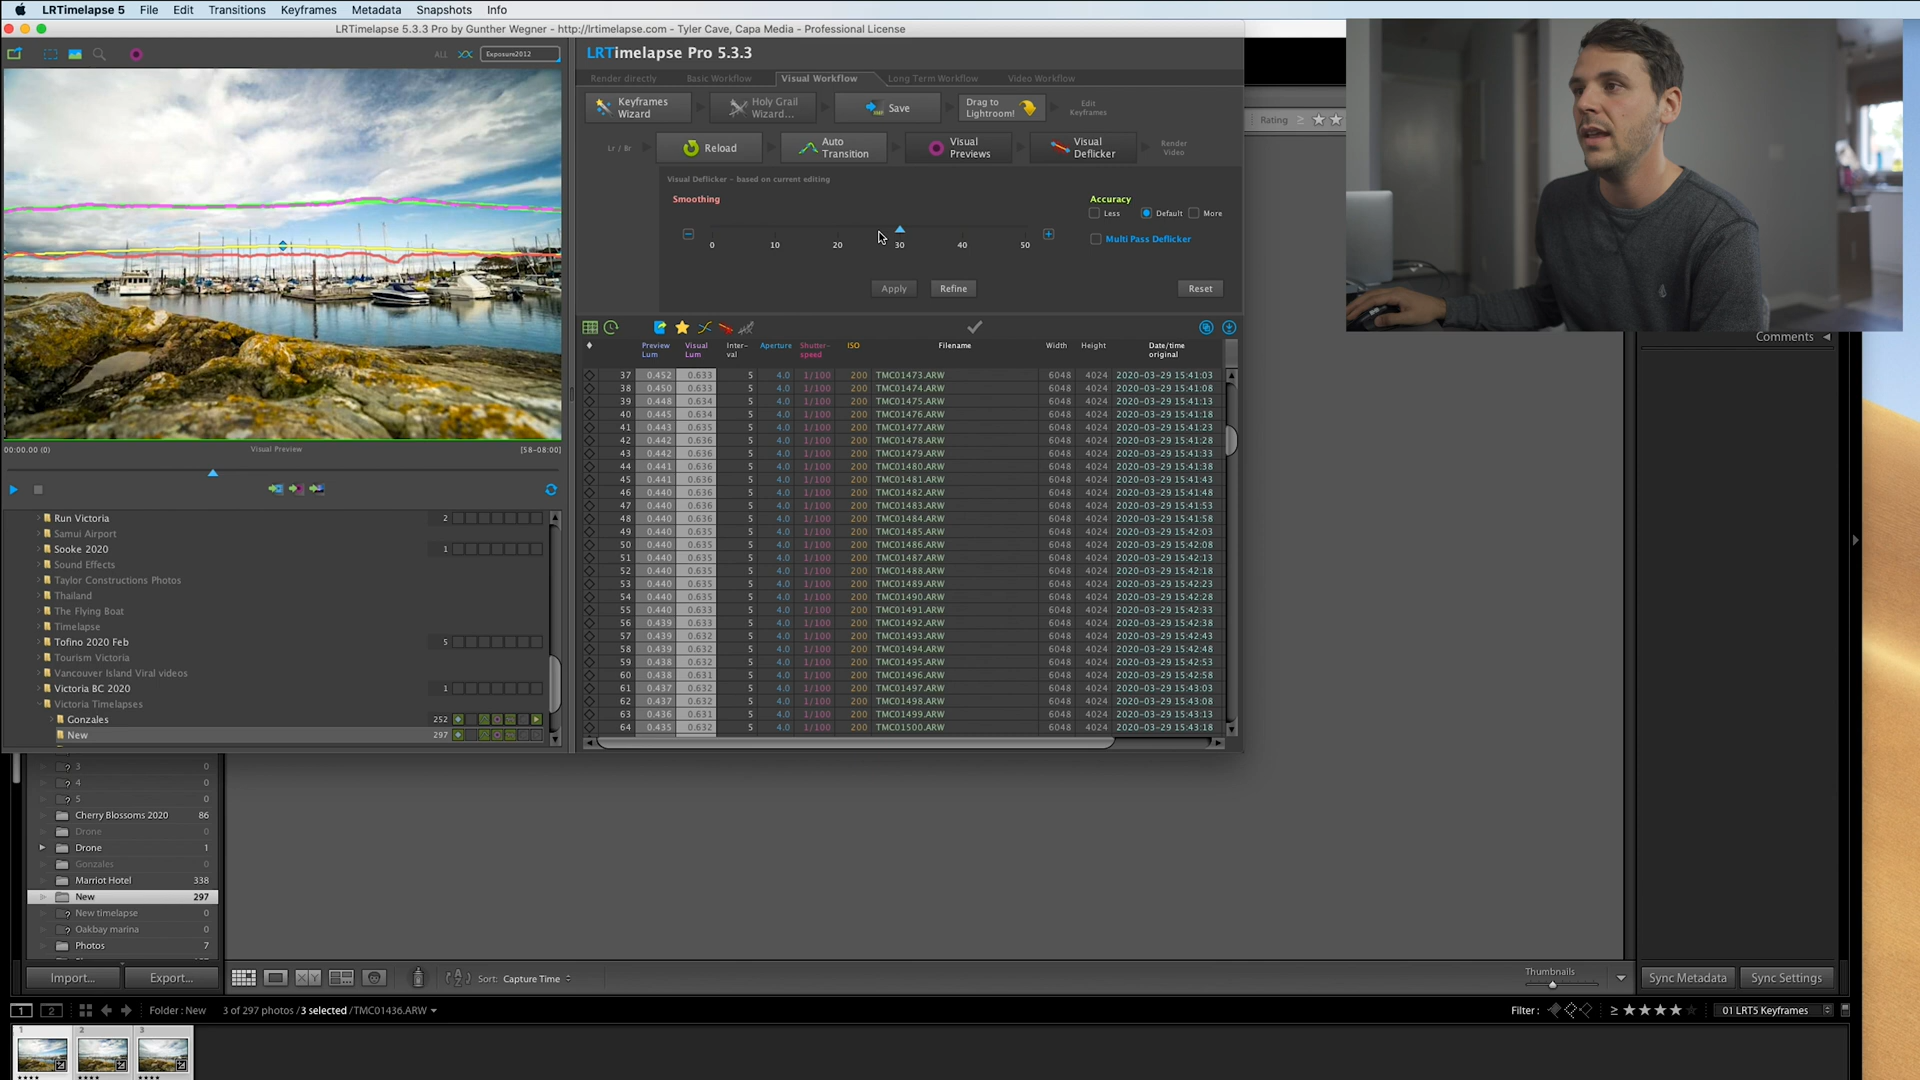 LRTimelapse 5 File Edit Transitions Keyframes Metadata Snapshots Info
LRTimelapse 5.3.3 Pro by Gunther Wegner - http://lrtimelapse.com - Tyler Cave, Capa Media - Professional License
ALL Exposure2012
LRTimelapse Pro 5.3.3
Render directly Basic Workflow Visual Workflow Long Term Workflow Video Workflow
Keyframes Wizard
Holy Grail Wizard...
Save
Drag to Lightroom!
Edit Keyframes
Rating ≥
Lr / Br
Reload
Auto Transition
Visual Previews
Visual Deflicker
Render Video
Visual Deflicker - based on current editing
Smoothing
0 10 20 30 40 50
Accuracy
Less Default More
Multi Pass Deflicker
Apply Refine Reset
Preview Lum Visual Lum Inter-val Aperture Shutter-speed ISO Filename Width Height Date/time original
37 0.452 0.633 5 4.0 1/100 200 TMC01473.ARW 6048 4024 2020-03-29 15:41:03
38 0.450 0.633 5 4.0 1/100 200 TMC01474.ARW 6048 4024 2020-03-29 15:41:08
39 0.448 0.634 5 4.0 1/100 200 TMC01475.ARW 6048 4024 2020-03-29 15:41:13
40 0.445 0.634 5 4.0 1/100 200 TMC01476.ARW 6048 4024 2020-03-29 15:41:18
41 0.443 0.635 5 4.0 1/100 200 TMC01477.ARW 6048 4024 2020-03-29 15:41:23
42 0.442 0.636 5 4.0 1/100 200 TMC01478.ARW 6048 4024 2020-03-29 15:41:28
43 0.442 0.636 5 4.0 1/100 200 TMC01479.ARW 6048 4024 2020-03-29 15:41:33
44 0.441 0.636 5 4.0 1/100 200 TMC01480.ARW 6048 4024 2020-03-29 15:41:38
45 0.441 0.636 5 4.0 1/100 200 TMC01481.ARW 6048 4024 2020-03-29 15:41:43
46 0.440 0.636 5 4.0 1/100 200 TMC01482.ARW 6048 4024 2020-03-29 15:41:48
47 0.440 0.636 5 4.0 1/100 200 TMC01483.ARW 6048 4024 2020-03-29 15:41:53
48 0.440 0.636 5 4.0 1/100 200 TMC01484.ARW 6048 4024 2020-03-29 15:41:58
49 0.440 0.635 5 4.0 1/100 200 TMC01485.ARW 6048 4024 2020-03-29 15:42:03
50 0.440 0.635 5 4.0 1/100 200 TMC01486.ARW 6048 4024 2020-03-29 15:42:08
51 0.440 0.635 5 4.0 1/100 200 TMC01487.ARW 6048 4024 2020-03-29 15:42:13
52 0.440 0.635 5 4.0 1/100 200 TMC01488.ARW 6048 4024 2020-03-29 15:42:18
53 0.440 0.635 5 4.0 1/100 200 TMC01489.ARW 6048 4024 2020-03-29 15:42:23
54 0.440 0.635 5 4.0 1/100 200 TMC01490.ARW 6048 4024 2020-03-29 15:42:28
55 0.440 0.633 5 4.0 1/100 200 TMC01491.ARW 6048 4024 2020-03-29 15:42:33
56 0.439 0.633 5 4.0 1/100 200 TMC01492.ARW 6048 4024 2020-03-29 15:42:38
57 0.439 0.632 5 4.0 1/100 200 TMC01493.ARW 6048 4024 2020-03-29 15:42:43
58 0.439 0.632 5 4.0 1/100 200 TMC01494.ARW 6048 4024 2020-03-29 15:42:48
59 0.438 0.632 5 4.0 1/100 200 TMC01495.ARW 6048 4024 2020-03-29 15:42:53
60 0.438 0.631 5 4.0 1/100 200 TMC01496.ARW 6048 4024 2020-03-29 15:42:58
61 0.437 0.632 5 4.0 1/100 200 TMC01497.ARW 6048 4024 2020-03-29 15:43:03
62 0.437 0.632 5 4.0 1/100 200 TMC01498.ARW 6048 4024 2020-03-29 15:43:08
63 0.436 0.631 5 4.0 1/100 200 TMC01499.ARW 6048 4024 2020-03-29 15:43:13
64 0.435 0.632 5 4.0 1/100 200 TMC01500.ARW 6048 4024 2020-03-29 15:43:18
00:00.00 (0) Visual Preview [58-08:00]
Run Victoria 2
Samui Airport
Sooke 2020 1
Sound Effects
Taylor Constructions Photos
Thailand
The Flying Boat
Timelapse
Tofino 2020 Feb 5
Tourism Victoria
Vancouver Island Viral videos
Victoria BC 2020 1
Victoria Timelapses
Gonzales 252
New 297
3 0
4 0
5 0
Cherry Blossoms 2020 86
Drone 0
Drone 1
Gonzales 0
Marriot Hotel 338
New 297
New timelapse 0
Oakbay marina 0
Photos 7
Import... Export...
X Y
Sort: Capture Time
Thumbnails
Comments
Sync Metadata Sync Settings
1 2 Folder : New 3 of 297 photos / 3 selected / TMC01436.ARW
Filter : ≥ 01 LRT5 Keyframes
1 2 3